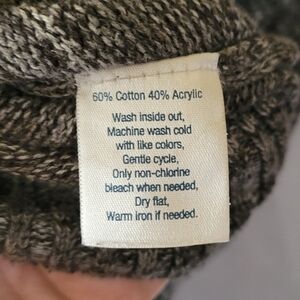 60% Cotton 40% Acrylic
Wash inside out,
Machine wash cold
with like colors,
Gentle cycle,
Only non-chlorine
bleach when needed,
Dry flat,
Warm iron if needed.